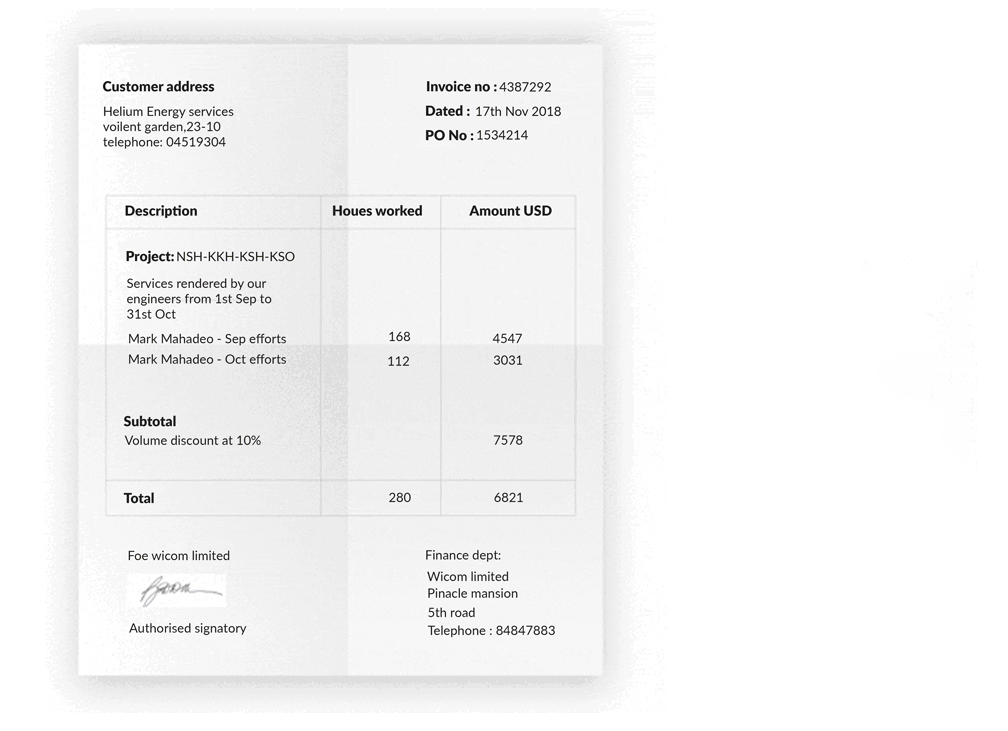 Customer address
Helium Energy services
voilent garden,23-10
telephone: 04519304
Invoice no : 4387292
Dated : 17th Nov 2018
PO No : 1534214
Description Houes worked Amount USD
Project: NSH-KKH-KSH-KSO
Services rendered by our
engineers from 1st Sep to
31st Oct
Mark Mahadeo - Sep efforts 168 4547
Mark Mahadeo - Oct efforts 112 3031
Subtotal
Volume discount at 10% 7578
Total 280 6821
Foe wicom limited
Authorised signatory
Finance dept:
Wicom limited
Pinacle mansion
5th road
Telephone : 84847883